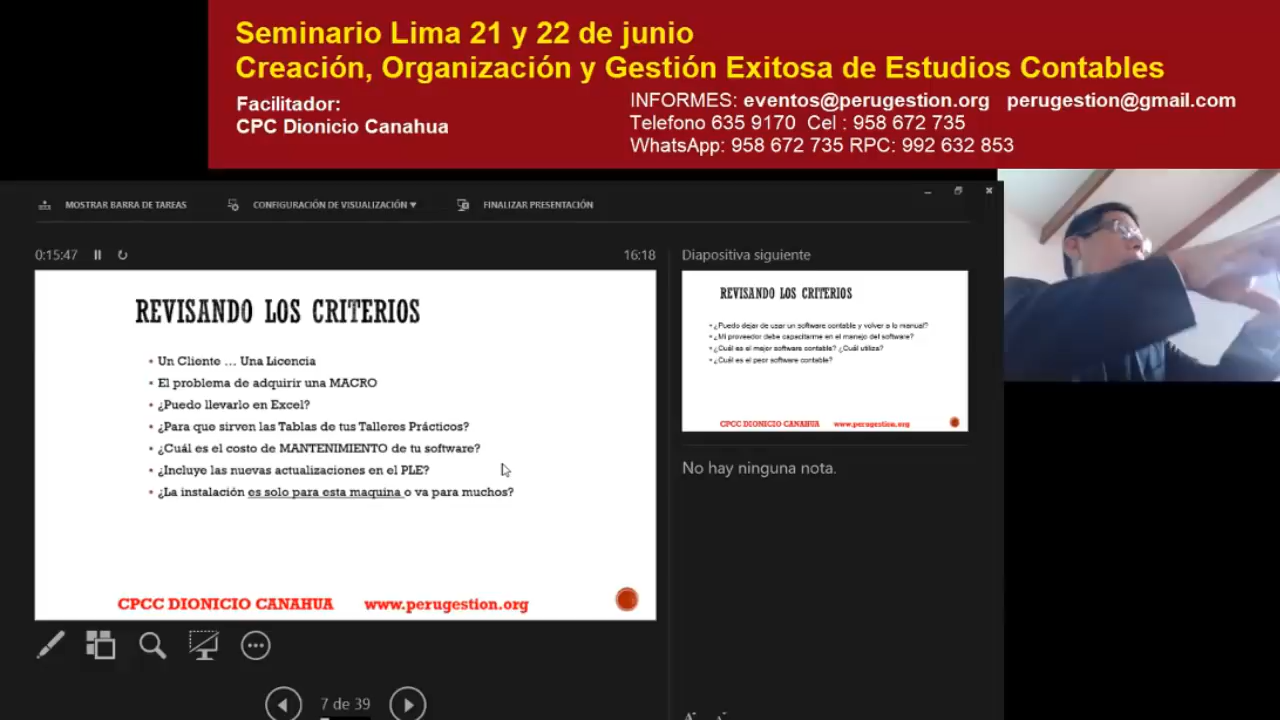 Seminario Lima 21 y 22 de junio
Creación, Organización y Gestión Exitosa de Estudios Contables
Facilitador:
CPC Dionicio Canahua
INFORMES: eventos@perugestion.org perugestion@gmail.com
Telefono 635 9170 Cel : 958 672 735
WhatsApp: 958 672 735 RPC: 992 632 853
MOSTRAR BARRA DE TAREAS
CONFIGURACIÓN DE VISUALIZACIÓN ▼
FINALIZAR PRESENTACIÓN
0:15:47
16:18
REVISANDO LOS CRITERIOS
• Un Cliente … Una Licencia
• El problema de adquirir una MACRO
• ¿Puedo llevarlo en Excel?
• ¿Para que sirven las Tablas de tus Talleres Prácticos?
• ¿Cuál es el costo de MANTENIMIENTO de tu software?
• ¿Incluye las nuevas actualizaciones en el PLE?
• ¿La instalación es solo para esta maquina o va para muchos?
CPCC DIONICIO CANAHUA www.perugestion.org
7 de 39
Diapositiva siguiente
REVISANDO LOS CRITERIOS
• ¿Puedo dejar de usar un software contable y volver a lo manual?
• ¿Mi proveedor debe capacitarme en el manejo del software?
• ¿Cuál es el mejor software contable? ¿Cuál utiliza?
• ¿Cuál es el peor software contable?
CPCC DIONICIO CANAHUA www.perugestion.org
No hay ninguna nota.